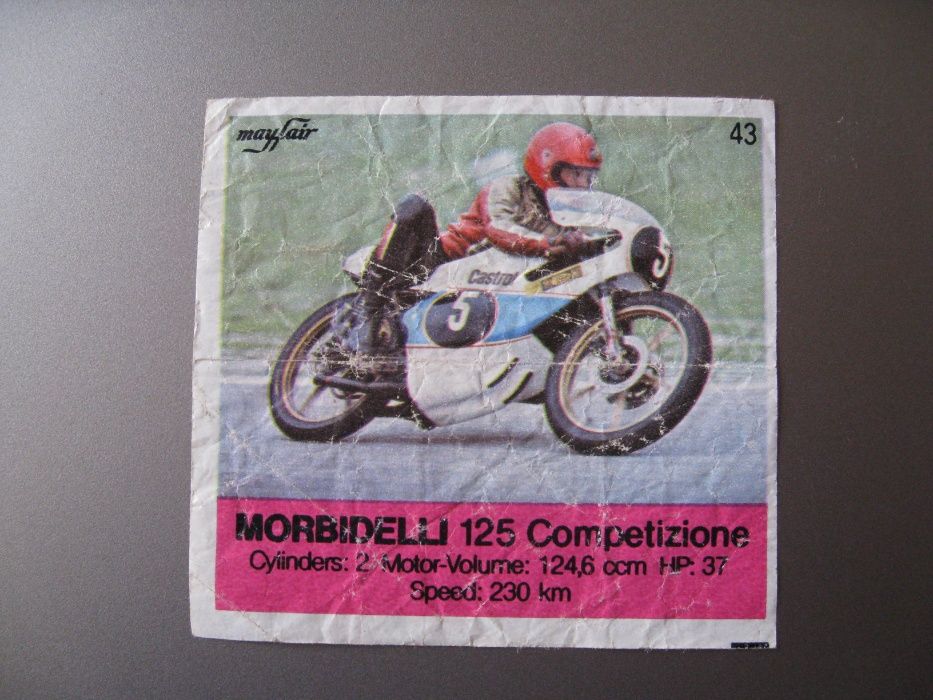 mayfair
43
Castrol
5
5
MORBIDELLI 125 Competizione
Cylinders: 2 Motor-Volume: 124,6 ccm HP: 37
Speed: 230 km